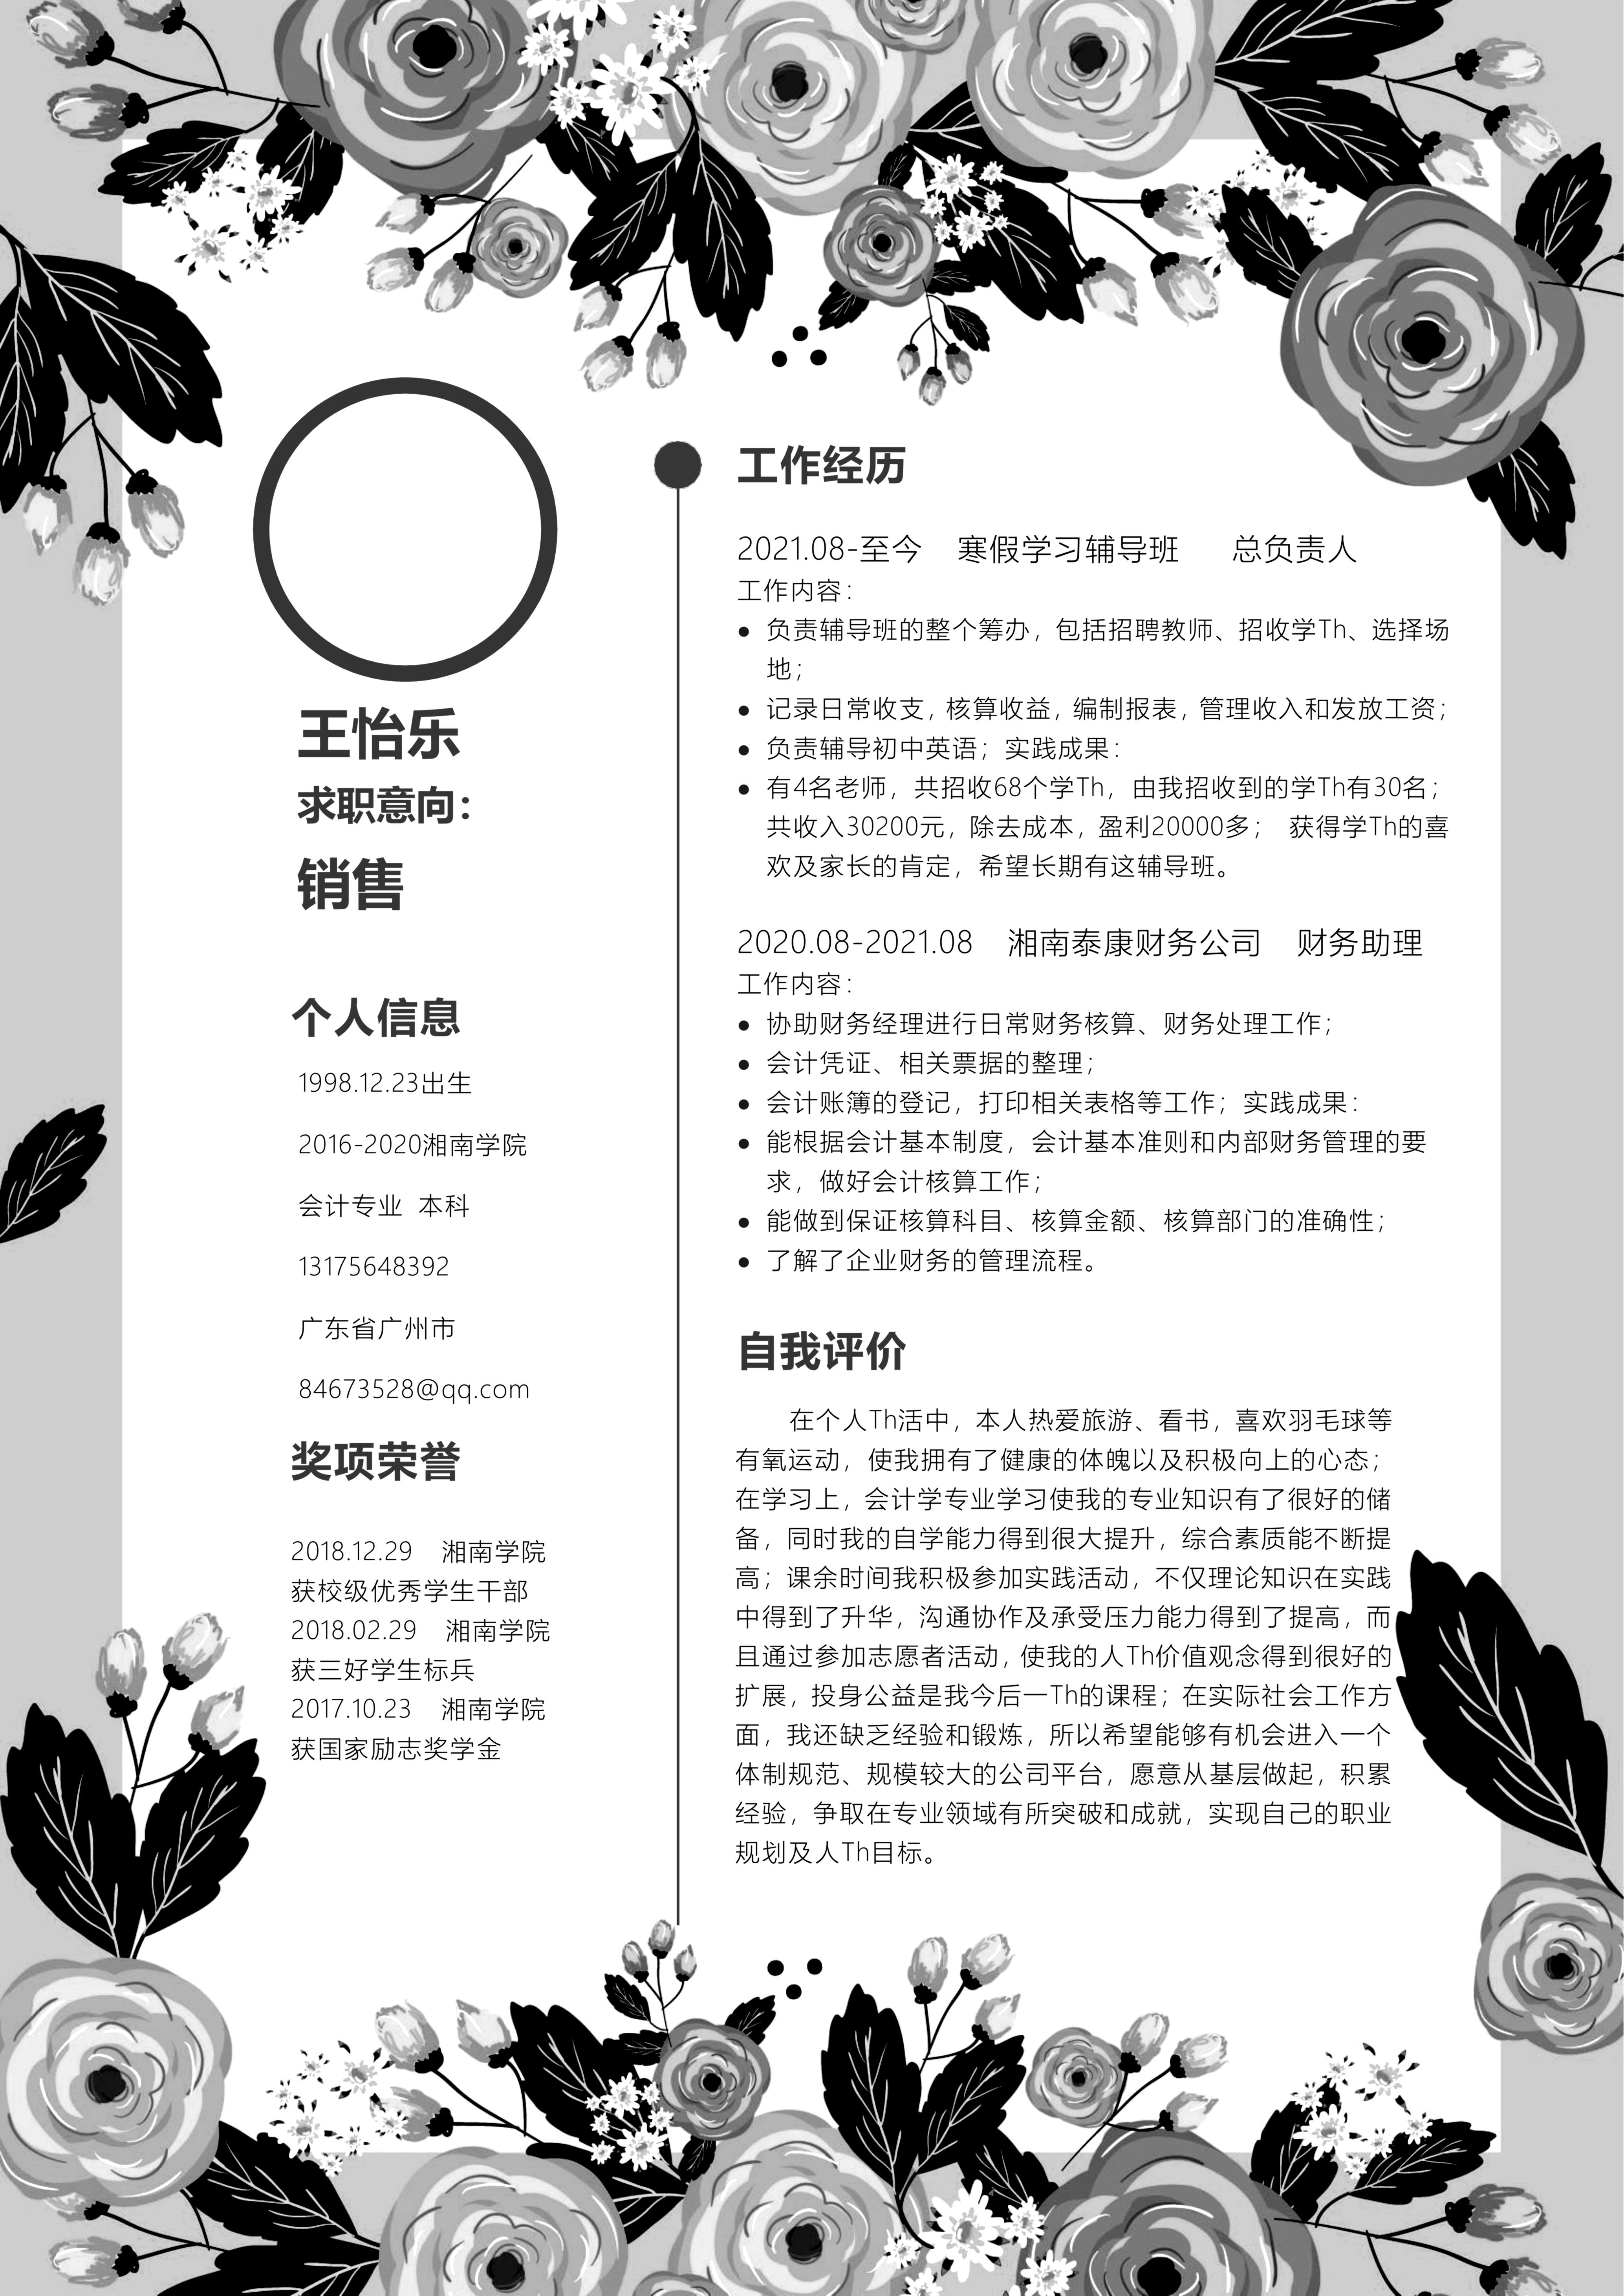 王怡乐
求职意向：
销售
个人信息
1998.12.23出生
2016-2020湘南学院
会计专业 本科
13175648392
广东省广州市
84673528@qq.com
奖项荣誉
2018.12.29 湘南学院
获校级优秀学生干部
2018.02.29 湘南学院
获三好学生标兵
2017.10.23 湘南学院
获国家励志奖学金
工作经历
2021.08-至今 寒假学习辅导班 总负责人
工作内容：
● 负责辅导班的整个筹办，包括招聘教师、招收学Th、选择场
地；
● 记录日常收支，核算收益，编制报表，管理收入和发放工资；
● 负责辅导初中英语；实践成果：
● 有4名老师，共招收68个学Th，由我招收到的学Th有30名；
共收入30200元，除去成本，盈利20000多； 获得学Th的喜
欢及家长的肯定，希望长期有这辅导班。
2020.08-2021.08 湘南泰康财务公司 财务助理
工作内容：
● 协助财务经理进行日常财务核算、财务处理工作；
● 会计凭证、相关票据的整理；
● 会计账簿的登记，打印相关表格等工作；实践成果：
● 能根据会计基本制度，会计基本准则和内部财务管理的要
求，做好会计核算工作；
● 能做到保证核算科目、核算金额、核算部门的准确性；
● 了解了企业财务的管理流程。
自我评价
在个人Th活中，本人热爱旅游、看书，喜欢羽毛球等
有氧运动，使我拥有了健康的体魄以及积极向上的心态；
在学习上，会计学专业学习使我的专业知识有了很好的储
备，同时我的自学能力得到很大提升，综合素质能不断提
高；课余时间我积极参加实践活动，不仅理论知识在实践
中得到了升华，沟通协作及承受压力能力得到了提高，而
且通过参加志愿者活动，使我的人Th价值观念得到很好的
扩展，投身公益是我今后一Th的课程；在实际社会工作方
面，我还缺乏经验和锻炼，所以希望能够有机会进入一个
体制规范、规模较大的公司平台，愿意从基层做起，积累
经验，争取在专业领域有所突破和成就，实现自己的职业
规划及人Th目标。